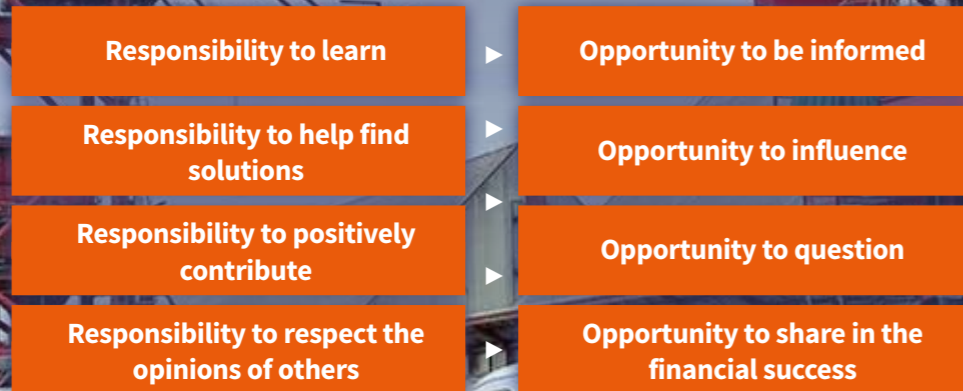 Responsibility to learn
Opportunity to be informed
Responsibility to help find
solutions
Opportunity to influence
Responsibility to positively
contribute
Opportunity to question
Responsibility to respect the
opinions of others
Opportunity to share in the
financial success